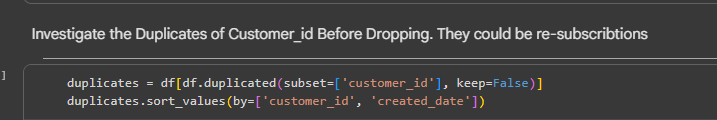 Investigate the Duplicates of Customer_id Before Dropping. They could be re-subscribtions
]
duplicates = df[df.duplicated(subset=['customer_id'], keep=False)]
duplicates.sort_values(by=['customer_id', 'created_date'])